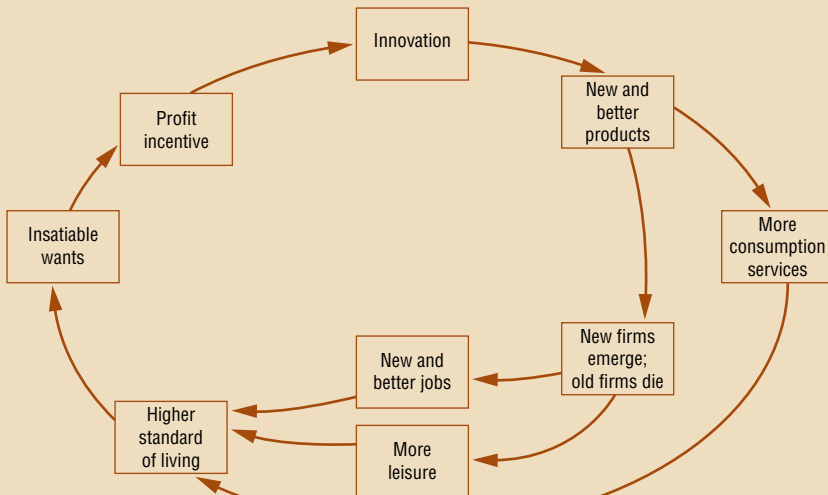 Innovation
New and
better
products
More
consumption
services
New firms
emerge;
old firms die
New and
better jobs
More
leisure
Higher
standard
of living
Insatiable
wants
Profit
incentive